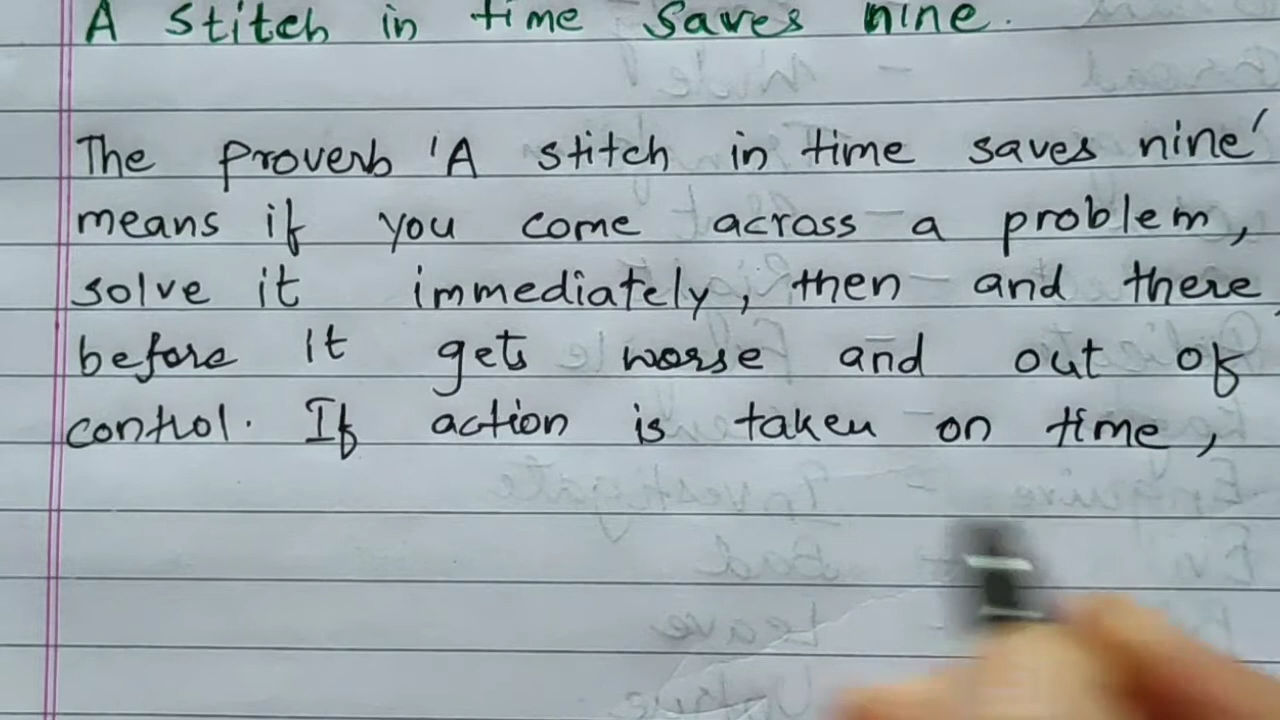 A stitch in time saves nine.
The proverb 'A stitch in time saves nine'
means if you come across a problem,
solve it immediately, then and there,
before it gets worse and out of
control. If action is taken on time,